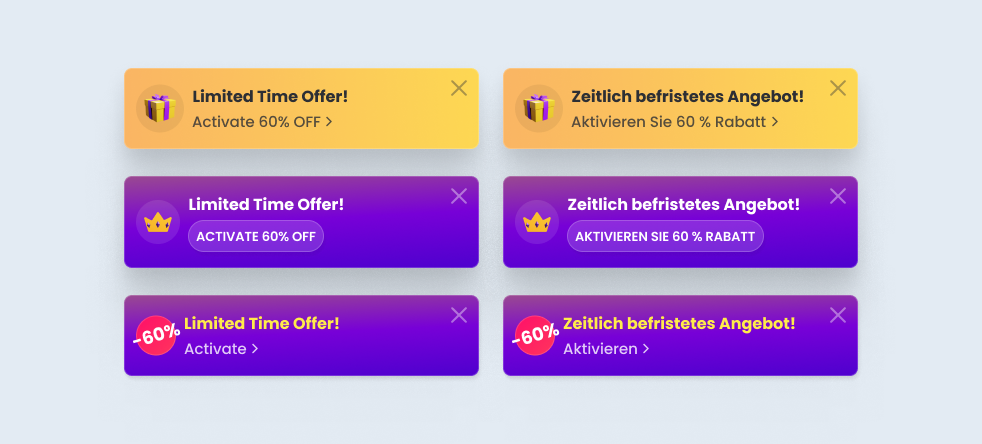 Limited Time Offer!
Activate 60% OFF >
Zeitlich befristetes Angebot!
Aktivieren Sie 60 % Rabatt >
Limited Time Offer!
ACTIVATE 60% OFF
Zeitlich befristetes Angebot!
AKTIVIEREN SIE 60 % RABATT
-60%
Limited Time Offer!
Activate >
-60%
Zeitlich befristetes Angebot!
Aktivieren >